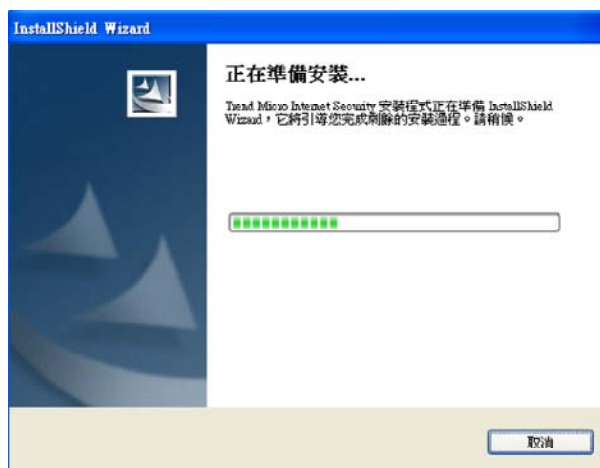 InstallShield Wizard
正在準備安裝...
Trend Micro Internet Security 安裝程式正在準備 InstallShield
Wizard，它將引導您完成剩餘的安裝過程。請稍候。
取消